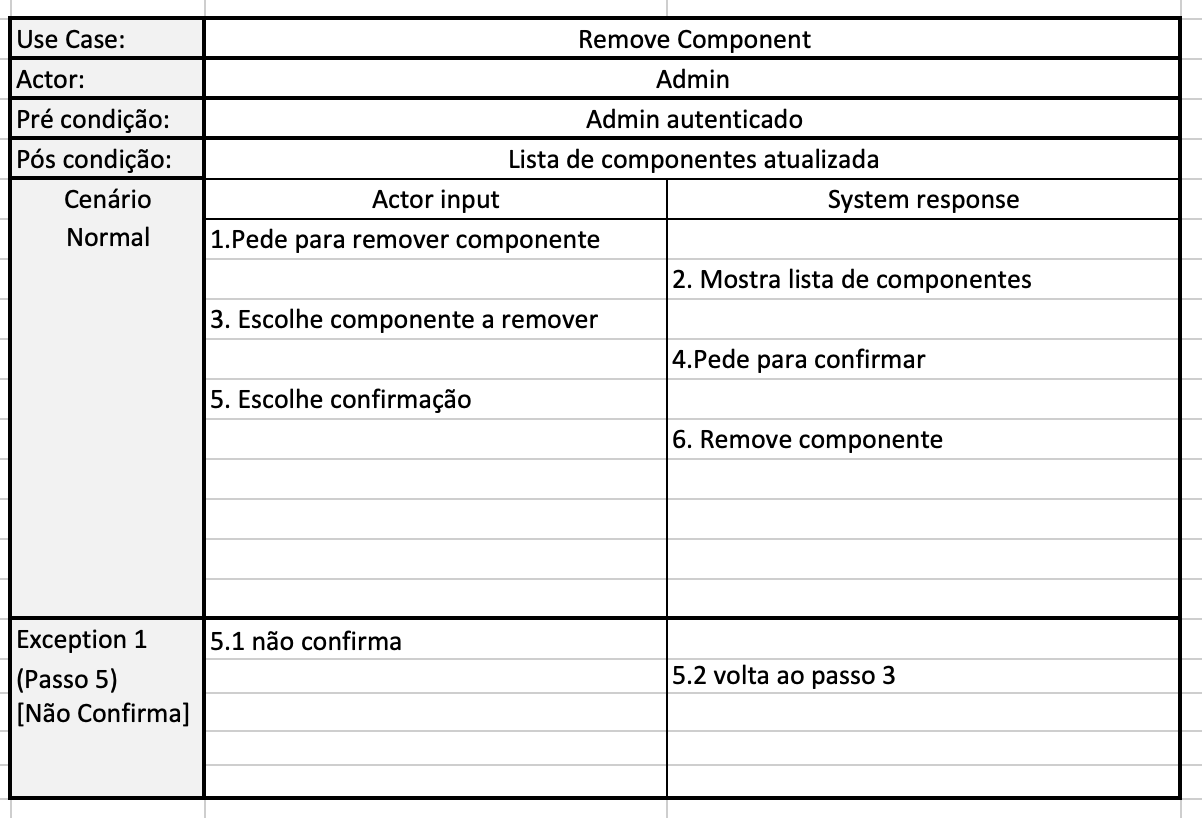 Use Case: Remove Component
Actor: Admin
Pré condição: Admin autenticado
Pós condição: Lista de componentes atualizada
Cenário Normal
Actor input System response
1.Pede para remover componente
2. Mostra lista de componentes
3. Escolhe componente a remover
4.Pede para confirmar
5. Escolhe confirmação
6. Remove componente
Exception 1
(Passo 5)
[Não Confirma]
5.1 não confirma
5.2 volta ao passo 3